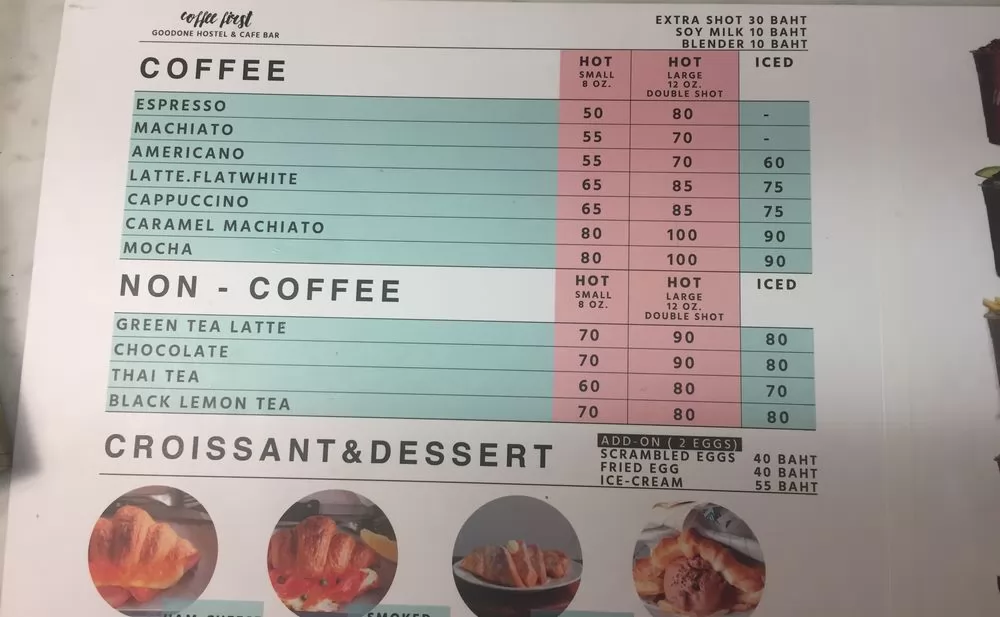 coffee first
GOODONE HOSTEL & CAFE BAR
EXTRA SHOT 30 BAHT
SOY MILK 10 BAHT
BLENDER 10 BAHT
COFFEE
HOT SMALL 8 OZ.
HOT LARGE 12 OZ. DOUBLE SHOT
ICED
ESPRESSO 50 80 -
MACHIATO 55 70 -
AMERICANO 55 70 60
LATTE.FLATWHITE 65 85 75
CAPPUCCINO 65 85 75
CARAMEL MACHIATO 80 100 90
MOCHA 80 100 90
NON - COFFEE
HOT SMALL 8 OZ.
HOT LARGE 12 OZ. DOUBLE SHOT
ICED
GREEN TEA LATTE 70 90 80
CHOCOLATE 70 90 80
THAI TEA 60 80 70
BLACK LEMON TEA 70 80 80
CROISSANT&DESSERT
ADD-ON ( 2 EGGS)
SCRAMBLED EGGS 40 BAHT
FRIED EGG 40 BAHT
ICE-CREAM 55 BAHT
HAM CHEESE
SMOKED